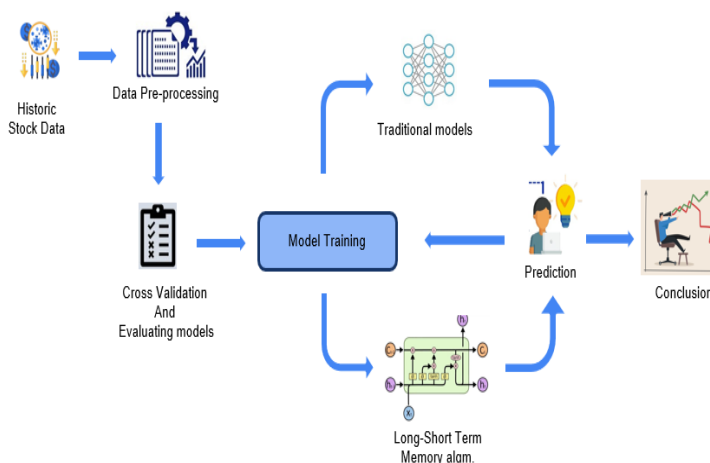 Historic
Stock Data
Data Pre-processing
Traditional models
Cross Validation
And
Evaluating models
Model Training
Prediction
Conclusion
Long-Short Term
Memory algm.